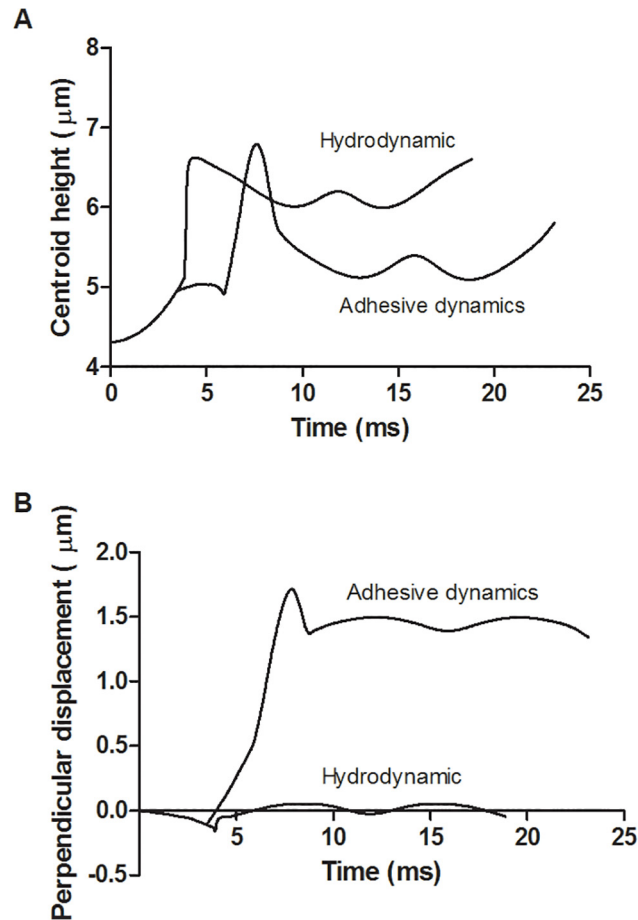 A
Centroid height ( μm)
8
7
6
5
4
Hydrodynamic
Adhesive dynamics
0 5 10 15 20 25
Time (ms)
B
Perpendicular displacement ( μm)
2.0
1.5
1.0
0.5
0.0
-0.5
Adhesive dynamics
Hydrodynamic
5 10 15 20 25
Time (ms)